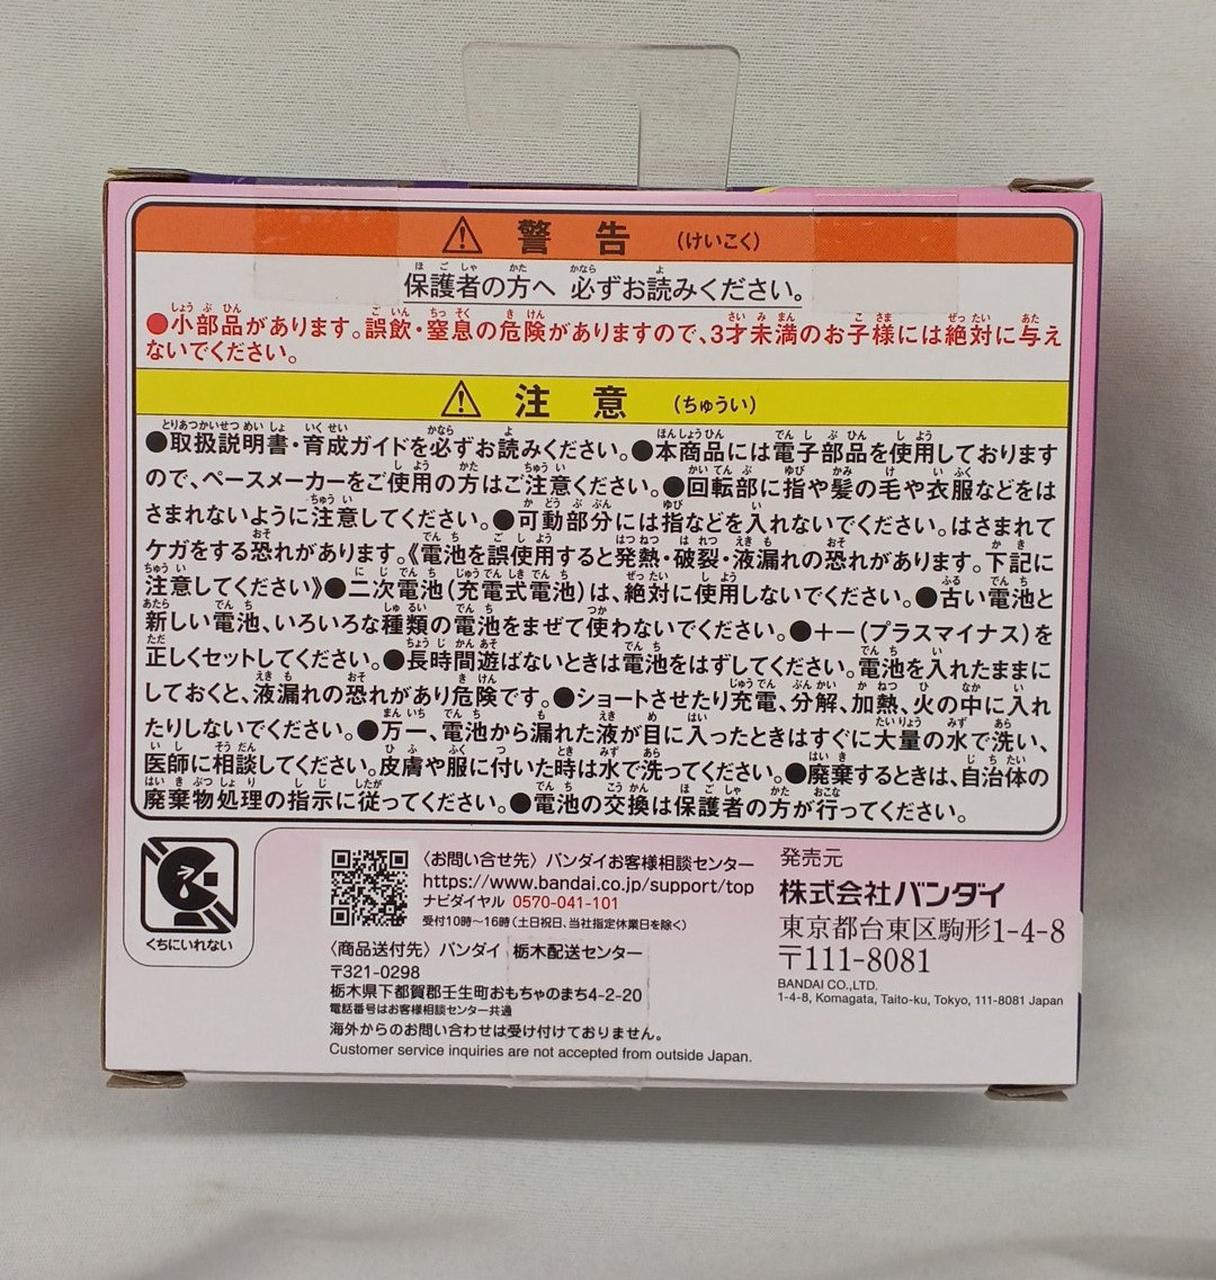 警告 (けいこく)
保護者の方へ 必ずお読みください。
●小部品があります。誤飲・窒息の危険がありますので、3才未満のお子様には絶対に与え
ないでください。
注意 (ちゅうい)
●取扱説明書・育成ガイドを必ずお読みください。●本商品には電子部品を使用しております
ので、ペースメーカーをご使用の方はご注意ください。●回転部に指や髪の毛や衣服などをは
さまれないように注意してください。●可動部分には指などを入れないでください。はさまれて
ケガをする恐れがあります。《電池を誤使用すると発熱・破裂・液漏れの恐れがあります。下記に
注意してください》●二次電池(充電式電池)は、絶対に使用しないでください。●古い電池と
新しい電池、いろいろな種類の電池をまぜて使わないでください。●+-(プラスマイナス)を
正しくセットしてください。●長時間遊ばないときは電池をはずしてください。電池を入れたままに
しておくと、液漏れの恐れがあり危険です。●ショートさせたり充電、分解、加熱、火の中に入れ
たりしないでください。●万一、電池から漏れた液が目に入ったときはすぐに大量の水で洗い、
医師に相談してください。皮膚や服に付いた時は水で洗ってください。●廃棄するときは、自治体の
廃棄物処理の指示に従ってください。●電池の交換は保護者の方が行ってください。
くちにいれない
〈お問い合せ先〉バンダイお客様相談センター
https://www.bandai.co.jp/support/top
ナビダイヤル 0570-041-101
受付10時~16時(土日祝日、当社指定休業日を除く)
〈商品送付先〉バンダイ 栃木配送センター
〒321-0298
栃木県下都賀郡壬生町おもちゃのまち4-2-20
電話番号はお客様相談センター共通
海外からのお問い合わせは受け付けておりません。
Customer service inquiries are not accepted from outside Japan.
発売元
株式会社バンダイ
東京都台東区駒形1-4-8
〒111-8081
BANDAI CO.,LTD.
1-4-8, Komagata, Taito-ku, Tokyo, 111-8081 Japan